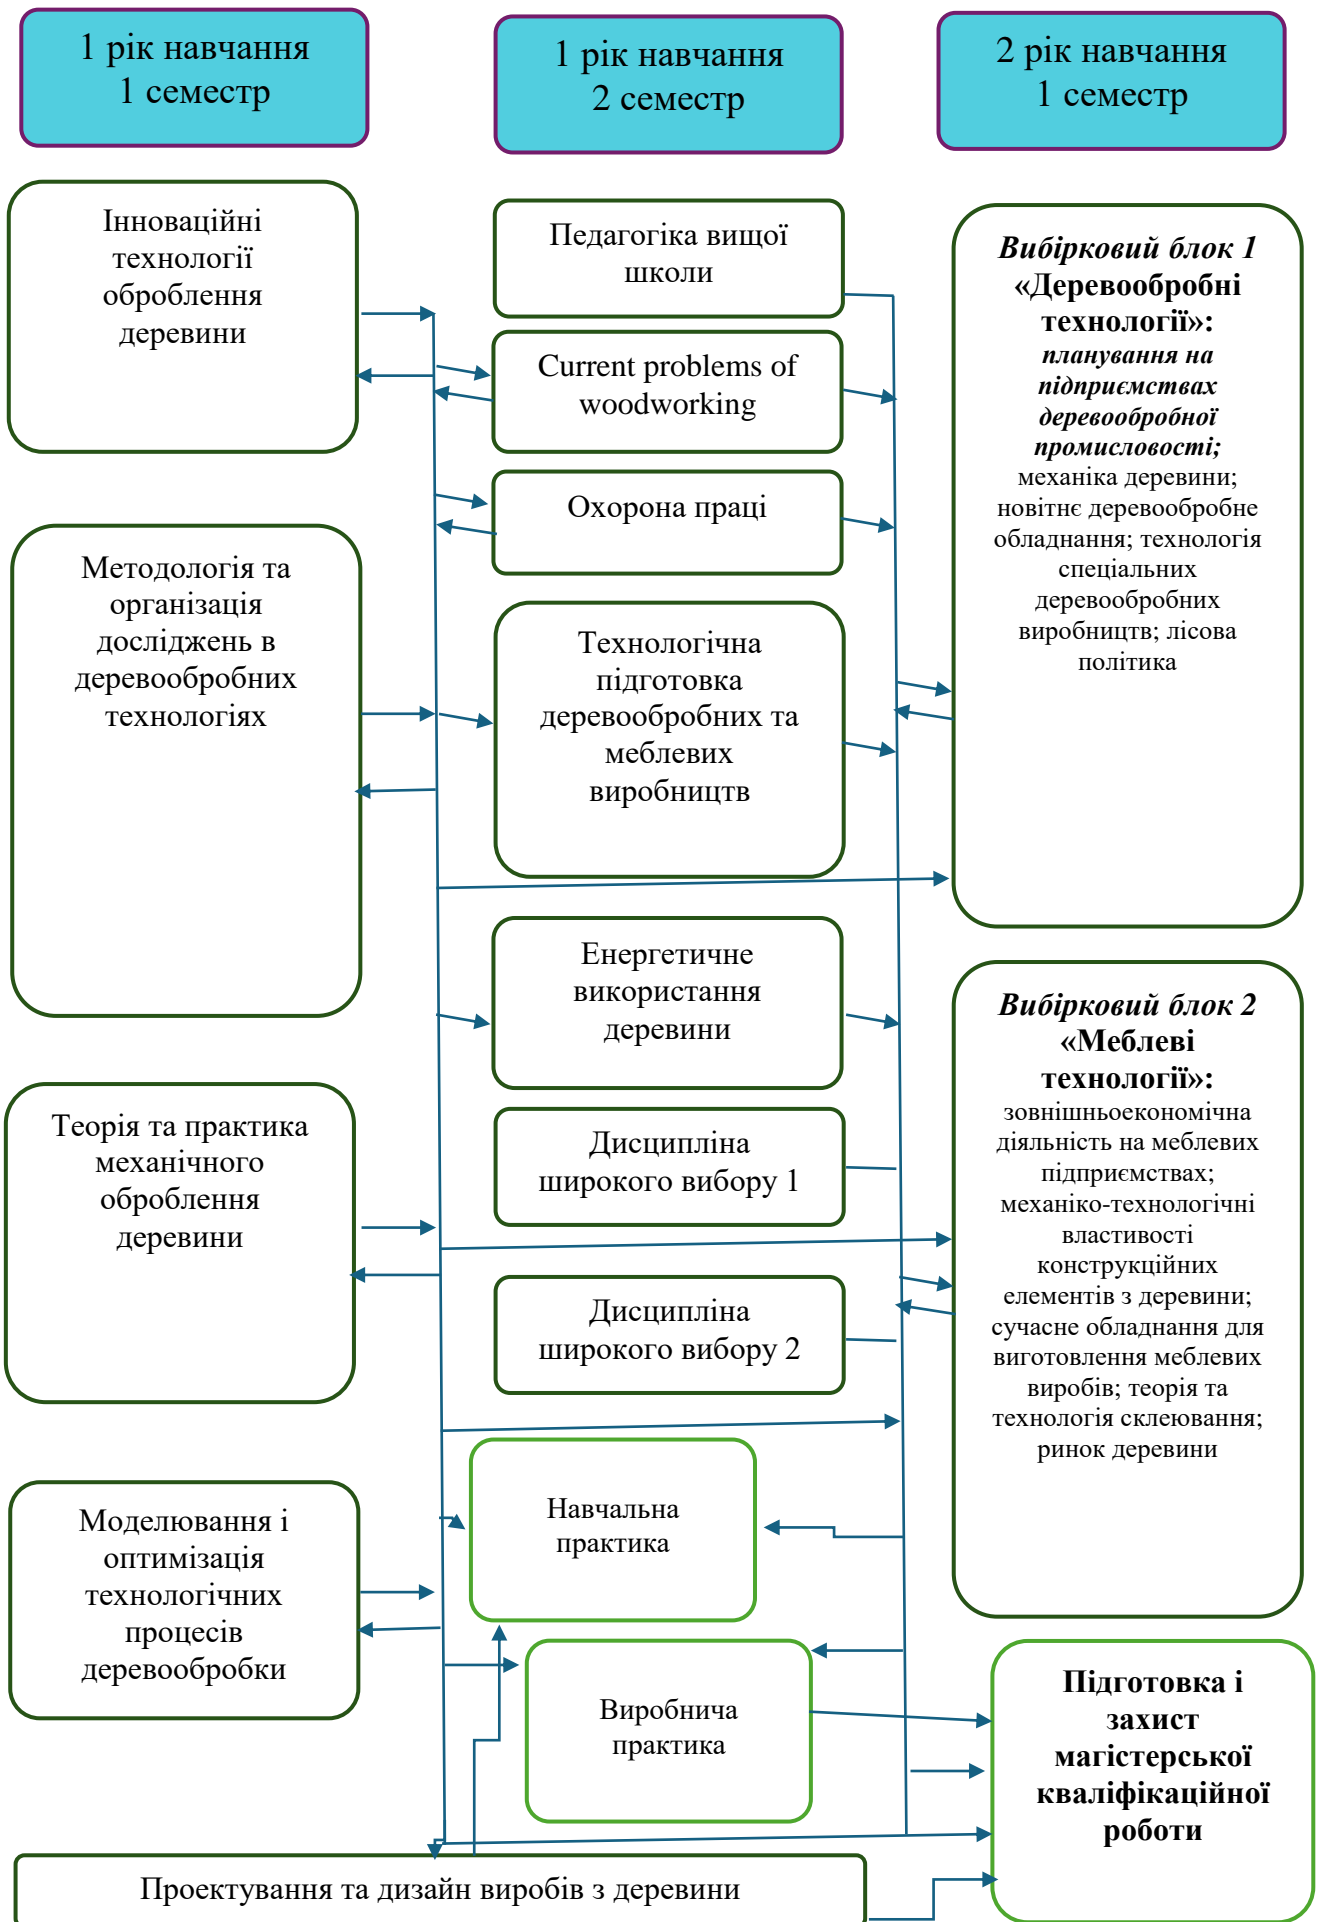 1 рік навчання
1 семестр
1 рік навчання
2 семестр
2 рік навчання
1 семестр
Інноваційні
технології
оброблення
деревини
Методологія та
організація
досліджень в
деревообробних
технологіях
Теорія та практика
механічного
оброблення
деревини
Моделювання і
оптимізація
технологічних
процесів
деревообробки
Педагогіка вищої
школи
Current problems of
woodworking
Охорона праці
Технологічна
підготовка
деревообробних та
меблевих
виробництв
Енергетичне
використання
деревини
Дисципліна
широкого вибору 1
Дисципліна
широкого вибору 2
Навчальна
практика
Виробнича
практика
Проектування та дизайн виробів з деревини
Вибірковий блок 1
«Деревообробні
технології»:
планування на
підприємствах
деревообробної
промисловості;
механіка деревини;
новітнє деревообробне
обладнання; технологія
спеціальних
деревообробних
виробництв; лісова
політика
Вибірковий блок 2
«Меблеві
технології»:
зовнішньоекономічна
діяльність на меблевих
підприємствах;
механіко-технологічні
властивості
конструкційних
елементів з деревини;
сучасне обладнання для
виготовлення меблевих
виробів; теорія та
технологія склеювання;
ринок деревини
Підготовка і
захист
магістерської
кваліфікаційної
роботи